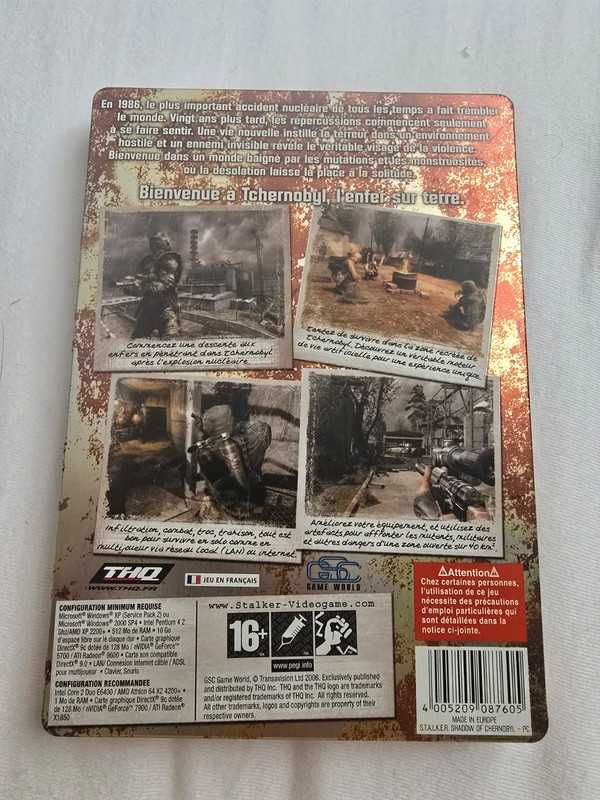 En 1986, le plus important accident nucléaire de tous les temps a fait trembler
le monde. Vingt ans plus tard, les répercussions commencent seulement
à se faire sentir. Une vie nouvelle instille la terreur dans un environnement
hostile et un ennemi invisible révèle le véritable visage de la violence.
Bienvenue dans un monde baigné par les mutations et les monstruosités,
où la désolation laisse la place à la solitude.
Bienvenue à Tchernobyl, l'enfer sur terre.
Commencez une descente aux
enfers en pénétrant dans Tchernobyl
après l'explosion nucléaire.
Tentez de survivre dans la zone recréée de
Tchernobyl. Découvrez un véritable moteur
de vie artificielle pour une expérience unique.
Infiltration, combat, troc, trahison, tout est
bon pour survivre en solo comme en
multijoueur via réseau local (LAN) ou internet.
Améliorez votre équipement, et utilisez des
artefacts pour affronter les mutants, militaires
et autres dangers d'une zone ouverte sur 40 km².
THQ
WWW.THQ.FR
JEU EN FRANÇAIS
GSC
GAME WORLD
⚠Attention⚠
Chez certaines personnes,
l'utilisation de ce jeu
nécessite des précautions
d'emploi particulières qui
sont détaillées dans la
notice ci-jointe.
CONFIGURATION MINIMUM REQUISE
Microsoft® Windows® XP (Service Pack 2) ou
Microsoft® Windows® 2000 SP4 • Intel Pentium 4 2
Ghz/AMD XP 2200+ • 512 Mo de RAM • 10 Go
d'espace libre sur le disque dur • Carte graphique
DirectX® 8c dotée de 128 Mo / nVIDIA® GeForce™
5700 / ATI Radeon® 9600 • Carte son compatible
DirectX® 9.0 • LAN/ Connexion Internet câble / ADSL
pour multijoueur • Clavier, Souris
CONFIGURATION RECOMMANDEE
Intel Core 2 Duo E6400 / AMD Athlon 64 X2 4200+ •
1 Mo de RAM • Carte graphique DirectX® 9c dotée
de 128 Mo / nVIDIA® GeForce™ 7900 / ATI Radeon®
X1850
www.Stalker-Videogame.com
16+
www.pegi.info
GSC Game World, © Transavision Ltd 2006. Exclusively published
and distributed by THQ Inc. THQ and the THQ logo are trademarks
and/or registered trademarks of THQ Inc. All rights reserved.
All other trademarks, logos and copyrights are property of their
respective owners.
4 005209 087605
MADE IN EUROPE
S.T.A.L.K.E.R. SHADOW OF CHERNOBYL - PC